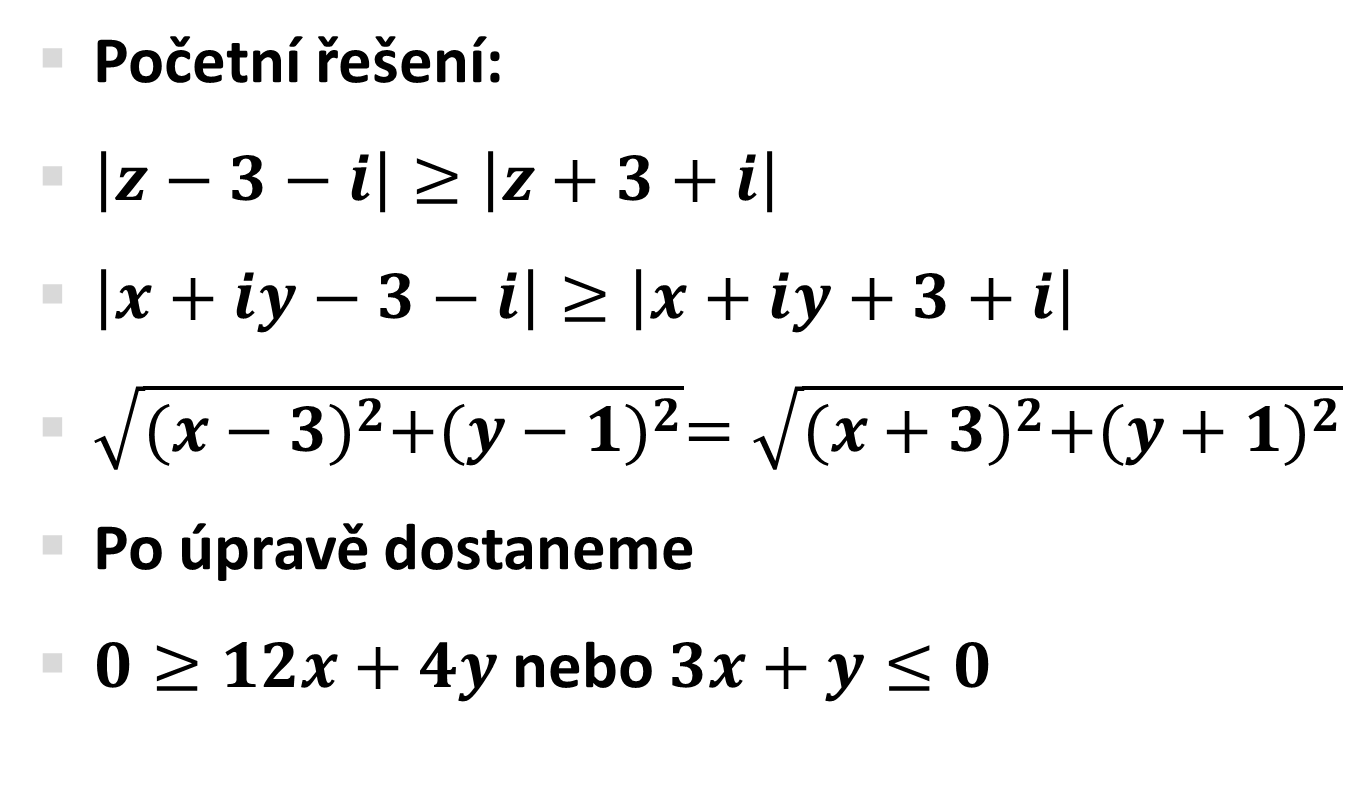 Početní řešení:
|z − 3 − i| ≥ |z + 3 + i|
|x + iy − 3 − i| ≥ |x + iy + 3 + i|
√(x − 3)²+(y − 1)²= √(x + 3)²+(y + 1)²
Po úpravě dostaneme
0 ≥ 12x + 4y nebo 3x + y ≤ 0